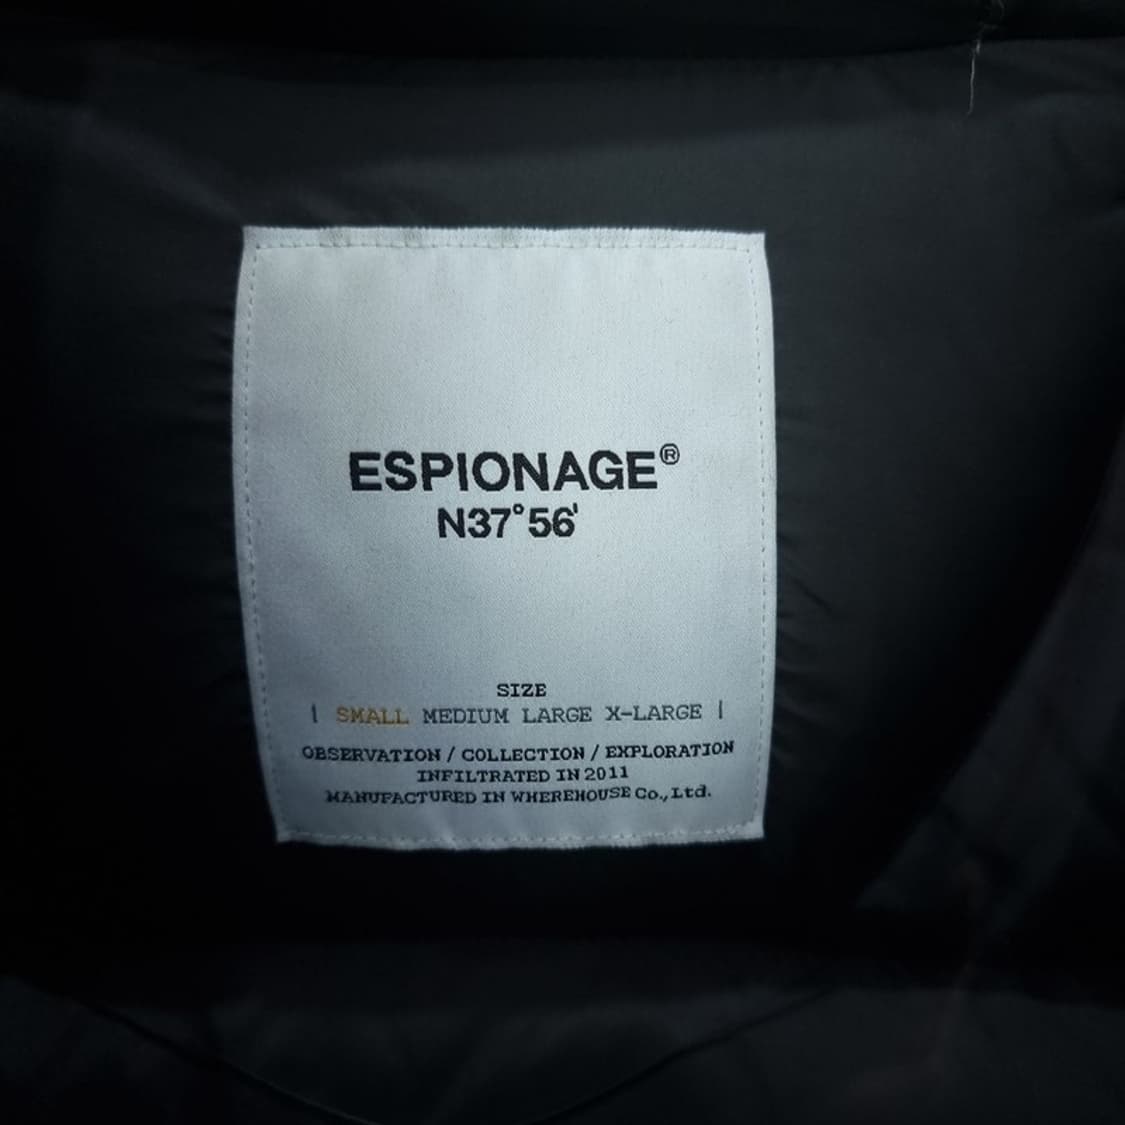 ESPIONAGE®
N37°56'
SIZE
| SMALL MEDIUM LARGE X-LARGE |
OBSERVATION / COLLECTION / EXPLORATION
INFILTRATED IN 2011
MANUFACTURED IN WHEREHOUSE Co.,Ltd.